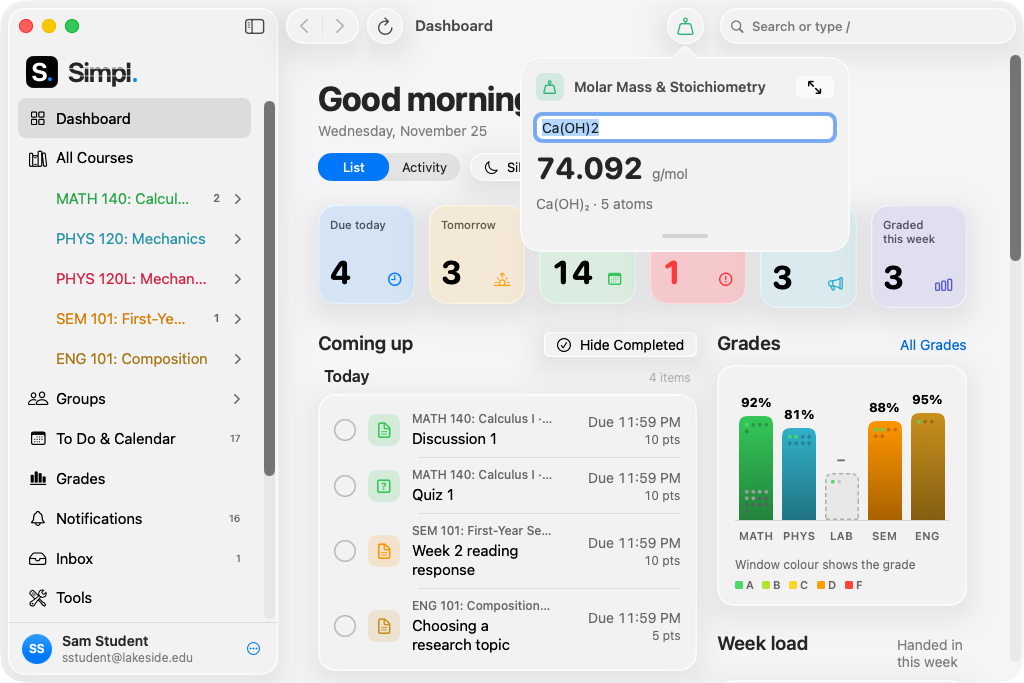 Simpl.
Dashboard
All Courses
MATH 140: Calcul... 2
PHYS 120: Mechanics
PHYS 120L: Mechan...
SEM 101: First-Ye... 1
ENG 101: Composition
Groups
To Do & Calendar 17
Grades
Notifications 16
Inbox 1
Tools
SS
Sam Student
sstudent@lakeside.edu
Dashboard
Search or type /
Good morning
Wednesday, November 25
List Activity
Molar Mass & Stoichiometry
Ca(OH)2
74.092 g/mol
Ca(OH)₂ · 5 atoms
Due today
4
Tomorrow
3
14
1
3
Graded
this week
3
Coming up
Hide Completed
Today
4 items
MATH 140: Calculus I ·...
Discussion 1
Due 11:59 PM
10 pts
MATH 140: Calculus I ·...
Quiz 1
Due 11:59 PM
10 pts
SEM 101: First-Year Se...
Week 2 reading
response
Due 11:59 PM
10 pts
ENG 101: Composition...
Choosing a
research topic
Due 11:59 PM
5 pts
Grades
All Grades
92% 81% – 88% 95%
MATH PHYS LAB SEM ENG
Window colour shows the grade
A B C D F
Week load
Handed in
this week